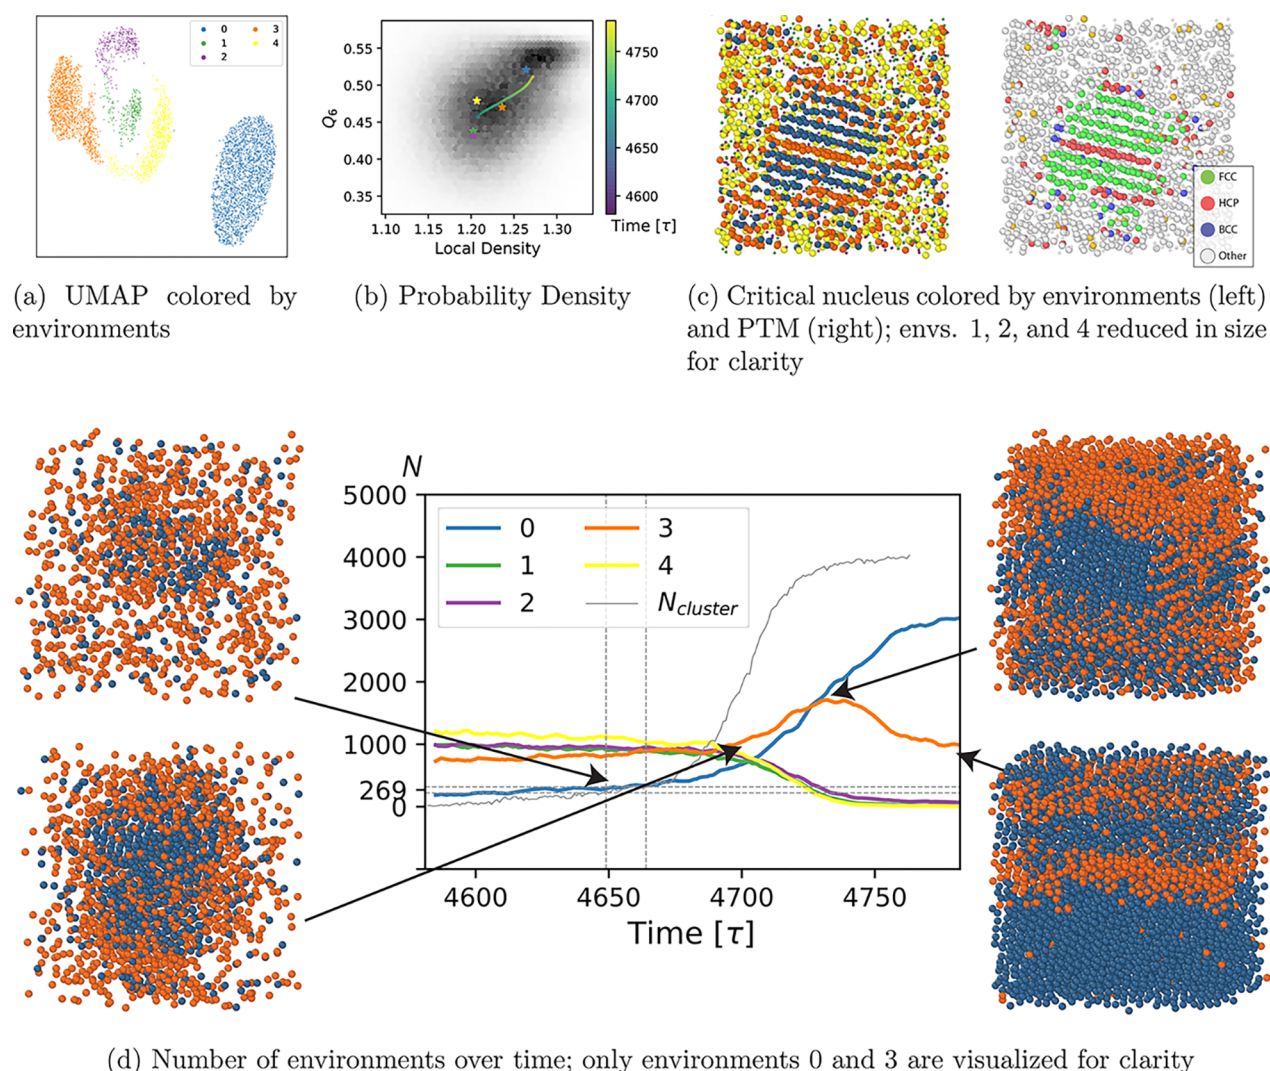 0 3
1 4
2
0.55
0.50
0.45
0.40
0.35
Q6
1.10 1.15 1.20 1.25 1.30
Local Density
4750
4700
4650
4600
Time [τ]
FCC
HCP
BCC
Other
(a) UMAP colored by
environments
(b) Probability Density
(c) Critical nucleus colored by environments (left)
and PTM (right); envs. 1, 2, and 4 reduced in size
for clarity
N
5000
4000
3000
2000
1000
269
0
0 3
1 4
2 Ncluster
4600 4650 4700 4750
Time [τ]
(d) Number of environments over time; only environments 0 and 3 are visualized for clarity